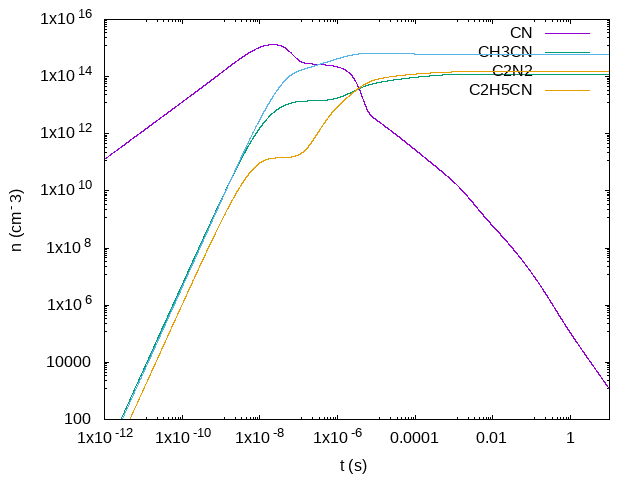 1x10^16
1x10^14
1x10^12
1x10^10
1x10^8
1x10^6
10000
100
n (cm^-3)
CN
CH3CN
C2N2
C2H5CN
1x10^-12 1x10^-10 1x10^-8 1x10^-6 0.0001 0.01 1
t (s)